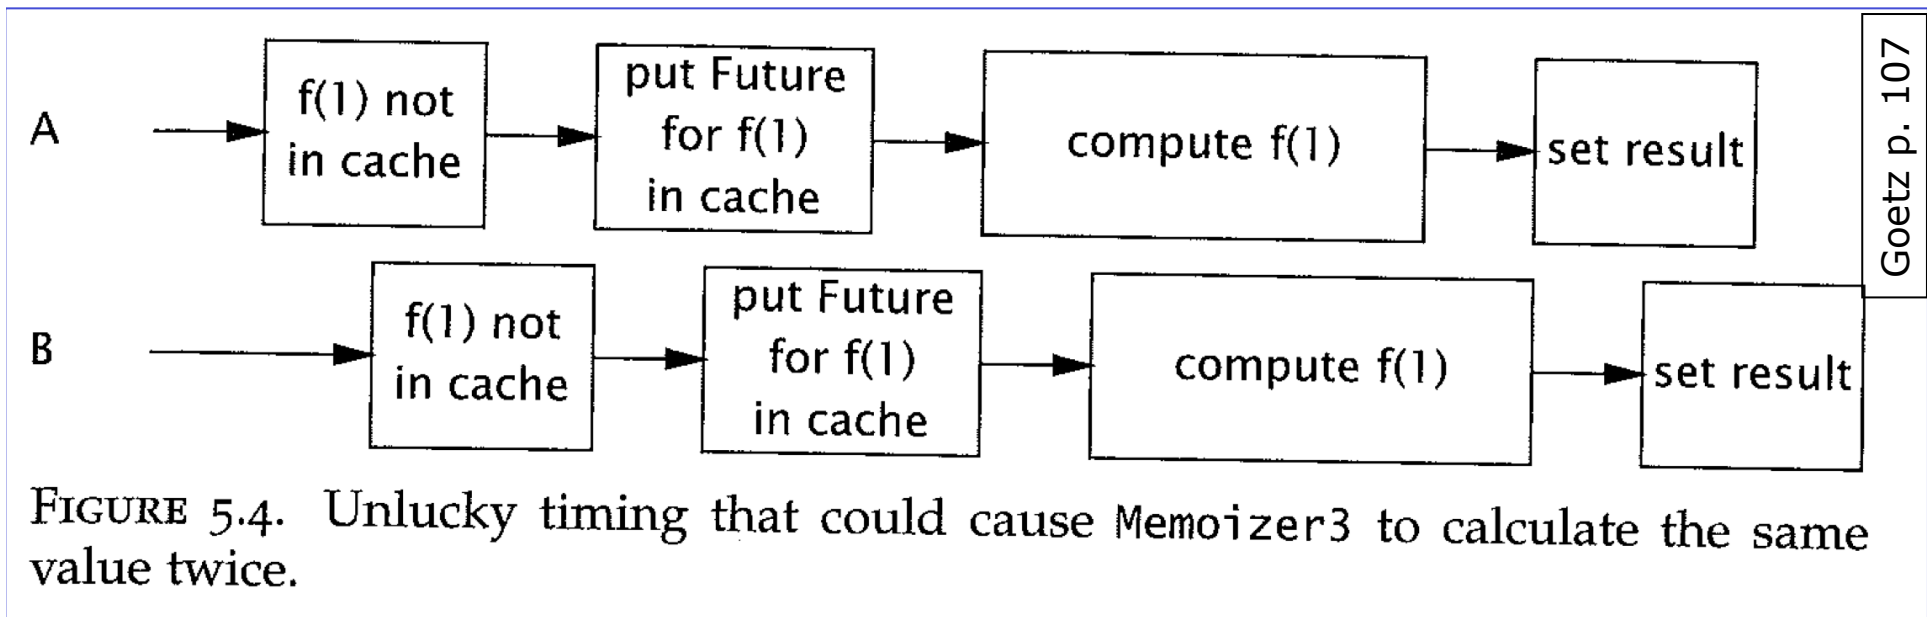 A
f(1) not
in cache
put Future
for f(1)
in cache
compute f(1)
set result
Goetz p. 107
B
f(1) not
in cache
put Future
for f(1)
in cache
compute f(1)
set result
FIGURE 5.4. Unlucky timing that could cause Memoizer3 to calculate the same
value twice.